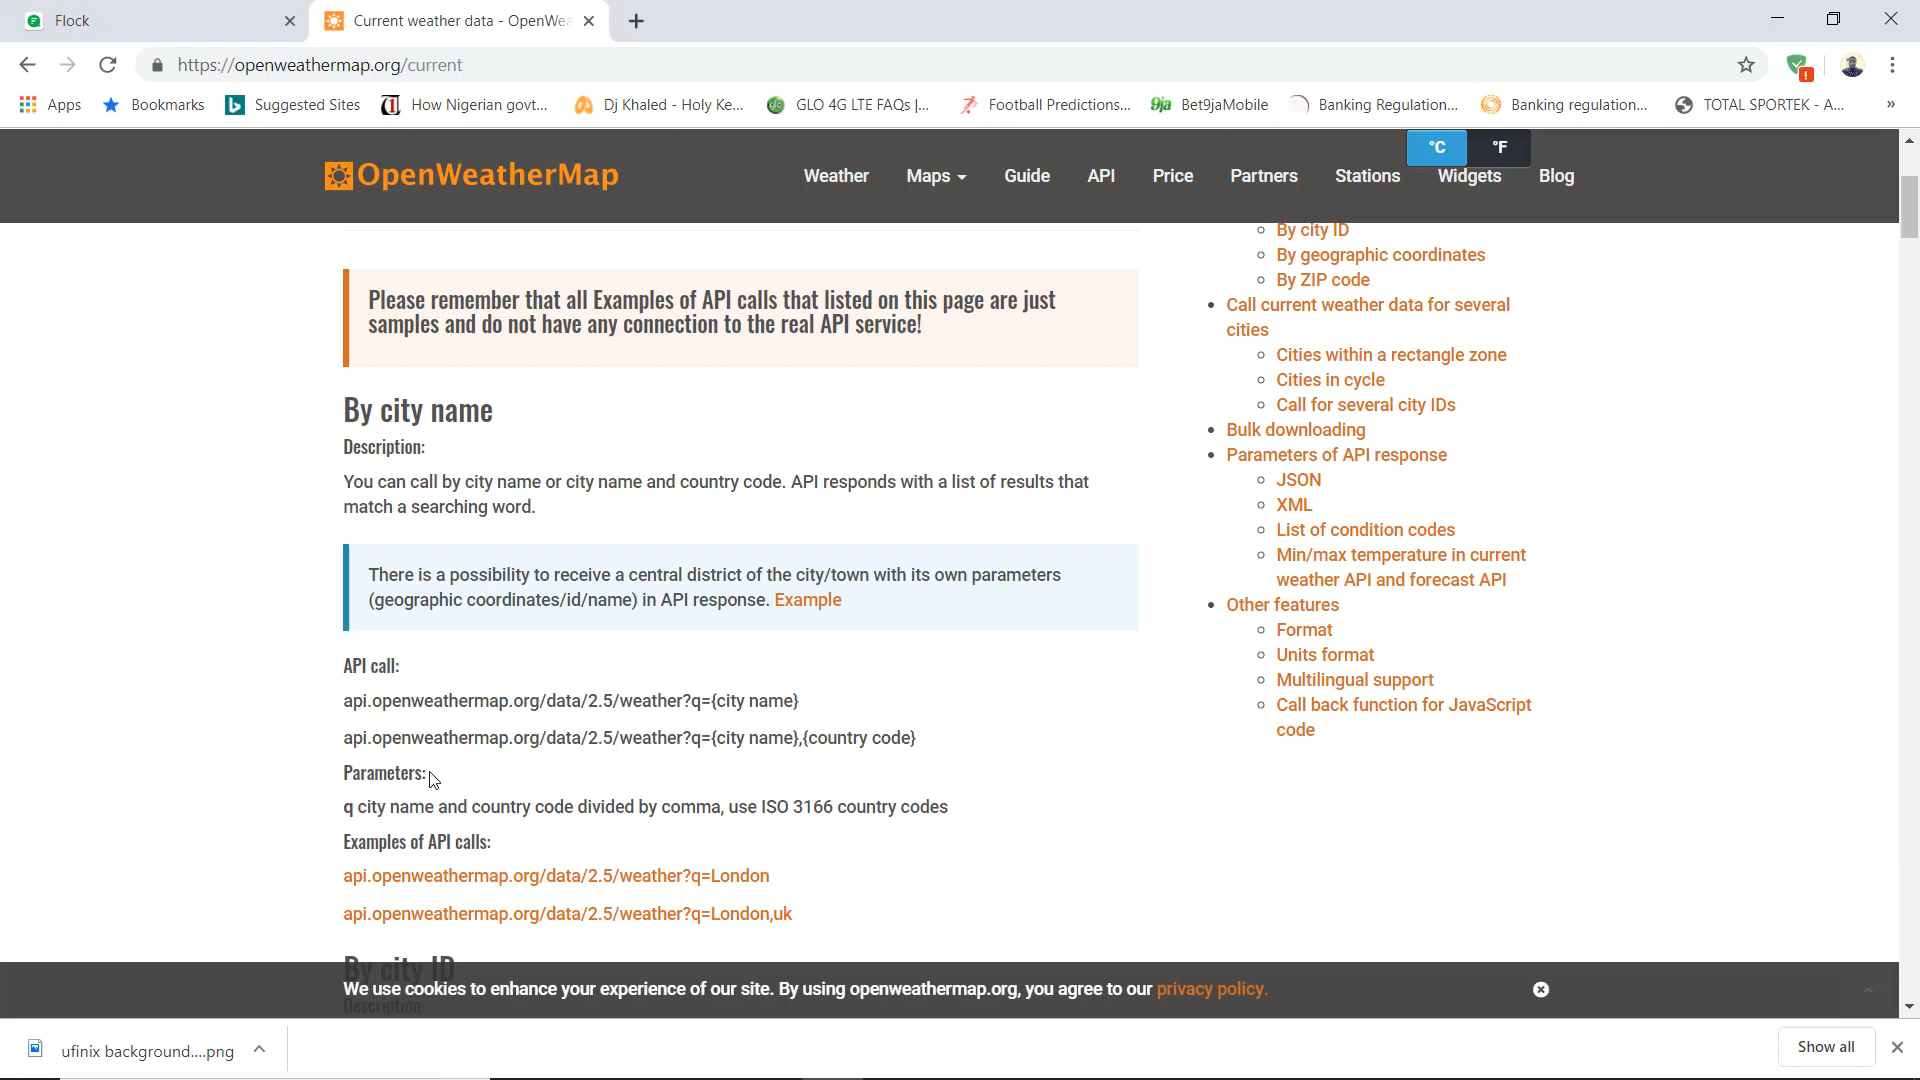 Flock
Current weather data - OpenWea
https://openweathermap.org/current
Apps
Bookmarks
Suggested Sites
How Nigerian govt...
Dj Khaled - Holy Ke...
GLO 4G LTE FAQs |...
Football Predictions...
9ja
Bet9jaMobile
Banking Regulation...
Banking regulation...
TOTAL SPORTEK - A...
»
°C
°F
OpenWeatherMap
Weather
Maps
Guide
API
Price
Partners
Stations
Widgets
Blog
Please remember that all Examples of API calls that listed on this page are just
samples and do not have any connection to the real API service!
By city name
Description:
You can call by city name or city name and country code. API responds with a list of results that
match a searching word.
There is a possibility to receive a central district of the city/town with its own parameters
(geographic coordinates/id/name) in API response. Example
API call:
api.openweathermap.org/data/2.5/weather?q={city name}
api.openweathermap.org/data/2.5/weather?q={city name},{country code}
Parameters:
q city name and country code divided by comma, use ISO 3166 country codes
Examples of API calls:
api.openweathermap.org/data/2.5/weather?q=London
api.openweathermap.org/data/2.5/weather?q=London,uk
By city ID
Description:
By city ID
By geographic coordinates
By ZIP code
Call current weather data for several
cities
Cities within a rectangle zone
Cities in cycle
Call for several city IDs
Bulk downloading
Parameters of API response
JSON
XML
List of condition codes
Min/max temperature in current
weather API and forecast API
Other features
Format
Units format
Multilingual support
Call back function for JavaScript
code
We use cookies to enhance your experience of our site. By using openweathermap.org, you agree to our privacy policy.
ufinix background....png
Show all